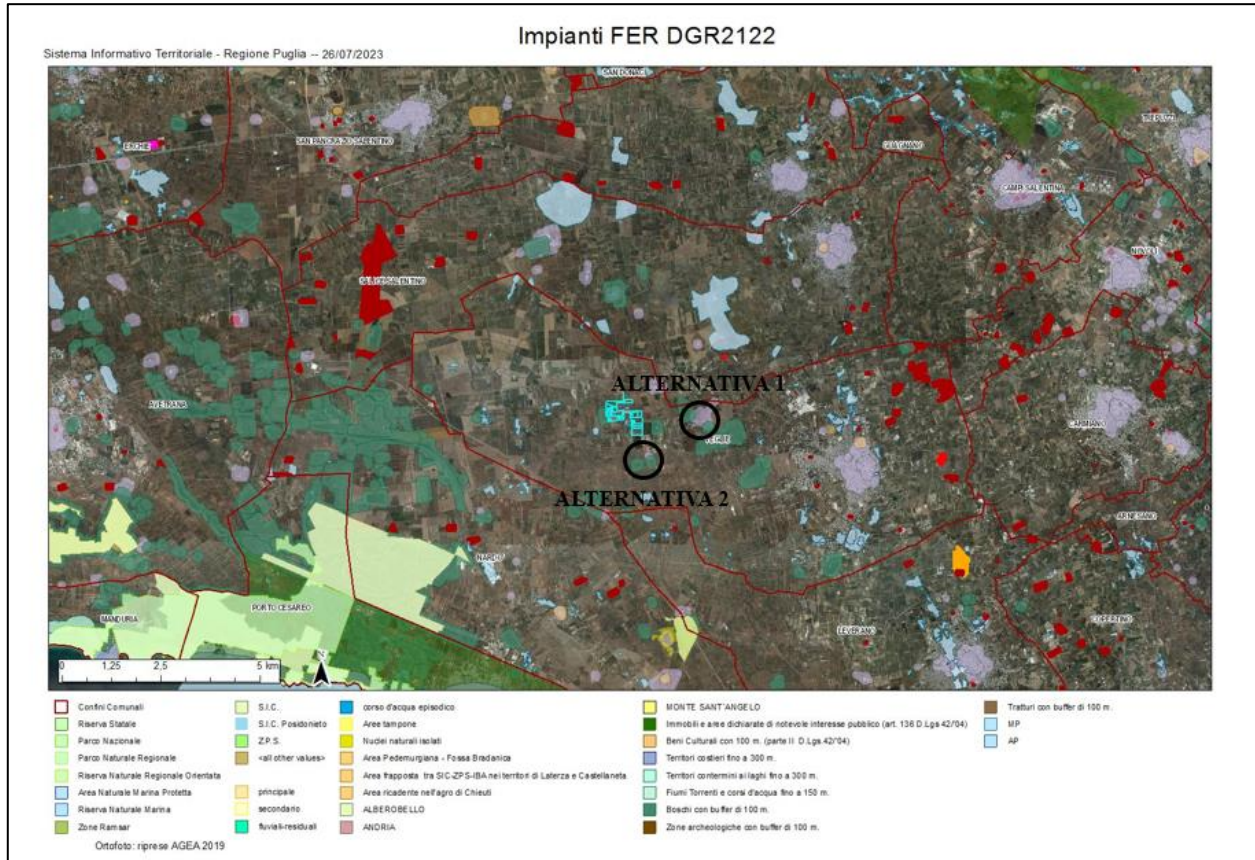 Impianti FER DGR2122
Sistema Informativo Territoriale - Regione Puglia -- 26/07/2023
SAN DONACI
TREPUZZI
ERCHIE
SAN PANCRAZIO SALENTINO
GUAGNANO
CAMPI SALENTINA
NOVOLI
SALICE SALENTINO
ALTERNATIVA 1
AVETRANA
VEGLIE
CARMIANO
ALTERNATIVA 2
ARNESANO
NARDO'
PORTO CESAREO
MANDURIA
LEVERANO
COPERTINO
N
0 1,25 2,5 5 km
Confini Comunali
Riserva Statale
Parco Nazionale
Parco Naturale Regionale
Riserva Naturale Regionale Orientata
Area Naturale Marina Protetta
Riserva Naturale Marina
Zone Ramsar
S.I.C.
S.I.C. Posidonieto
Z.P.S.
<all other values>
principale
secondario
fluviali-residuali
corso d'acqua episodico
Aree tampone
Nuclei naturali isolati
Area Pedemurgiana - Fossa Bradanica
Area frapposta tra SIC-ZPS-IBA nei territori di Laterza e Castellaneta
Area ricadente nell'agro di Chieuti
ALBEROBELLO
ANDRIA
MONTE SANT'ANGELO
Immobili e aree dichiarate di notevole interesse pubblico (art. 136 D.Lgs 42/'04)
Beni Culturali con 100 m. (parte II D.Lgs.42/'04)
Territori costieri fino a 300 m.
Territori contermini ai laghi fino a 300 m.
Fiumi Torrenti e corsi d'acqua fino a 150 m.
Boschi con buffer di 100 m.
Zone archeologiche con buffer di 100 m.
Tratturi con buffer di 100 m.
MP
AP
Ortofoto: riprese AGEA 2019